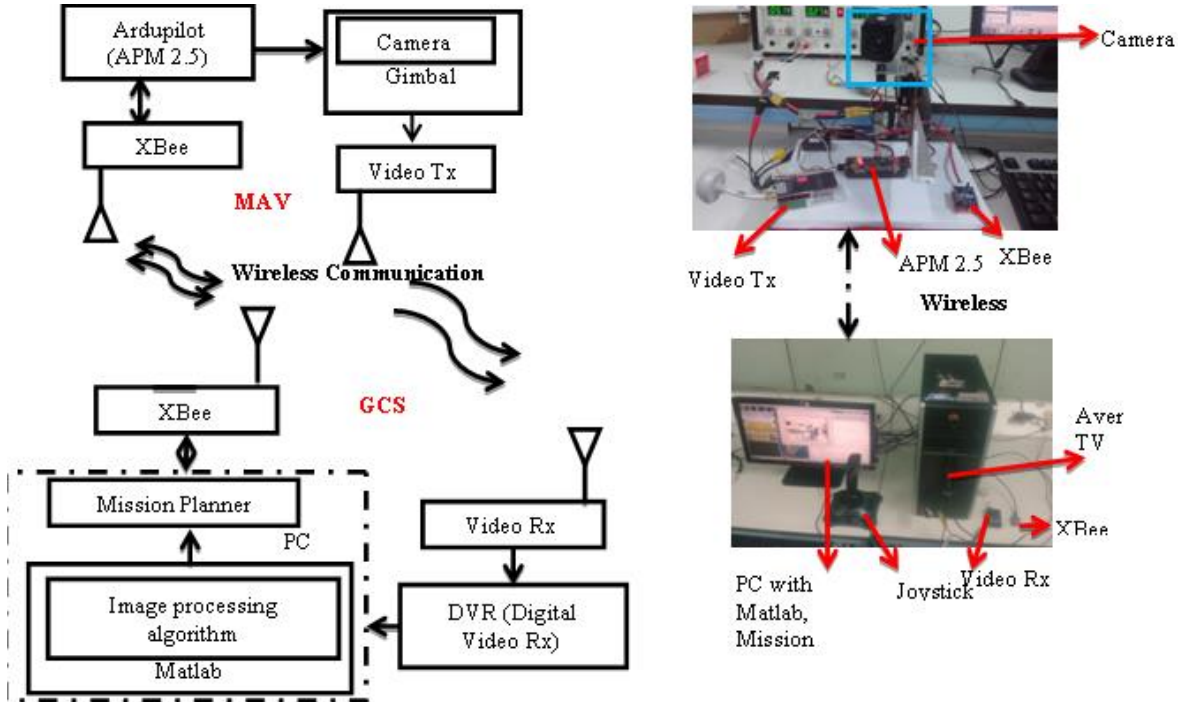 Ardupilot
(APM 2.5)
Camera
Gimbal
XBee
Video Tx
MAV
Wireless Communication
XBee
GCS
Mission Planner
PC
Video Rx
Image processing
algorithm
Matlab
DVR (Digital
Video Rx)
Camera
Video Tx
APM 2.5
XBee
Wireless
Aver
TV
XBee
Video Rx
Joystick
PC with
Matlab,
Mission